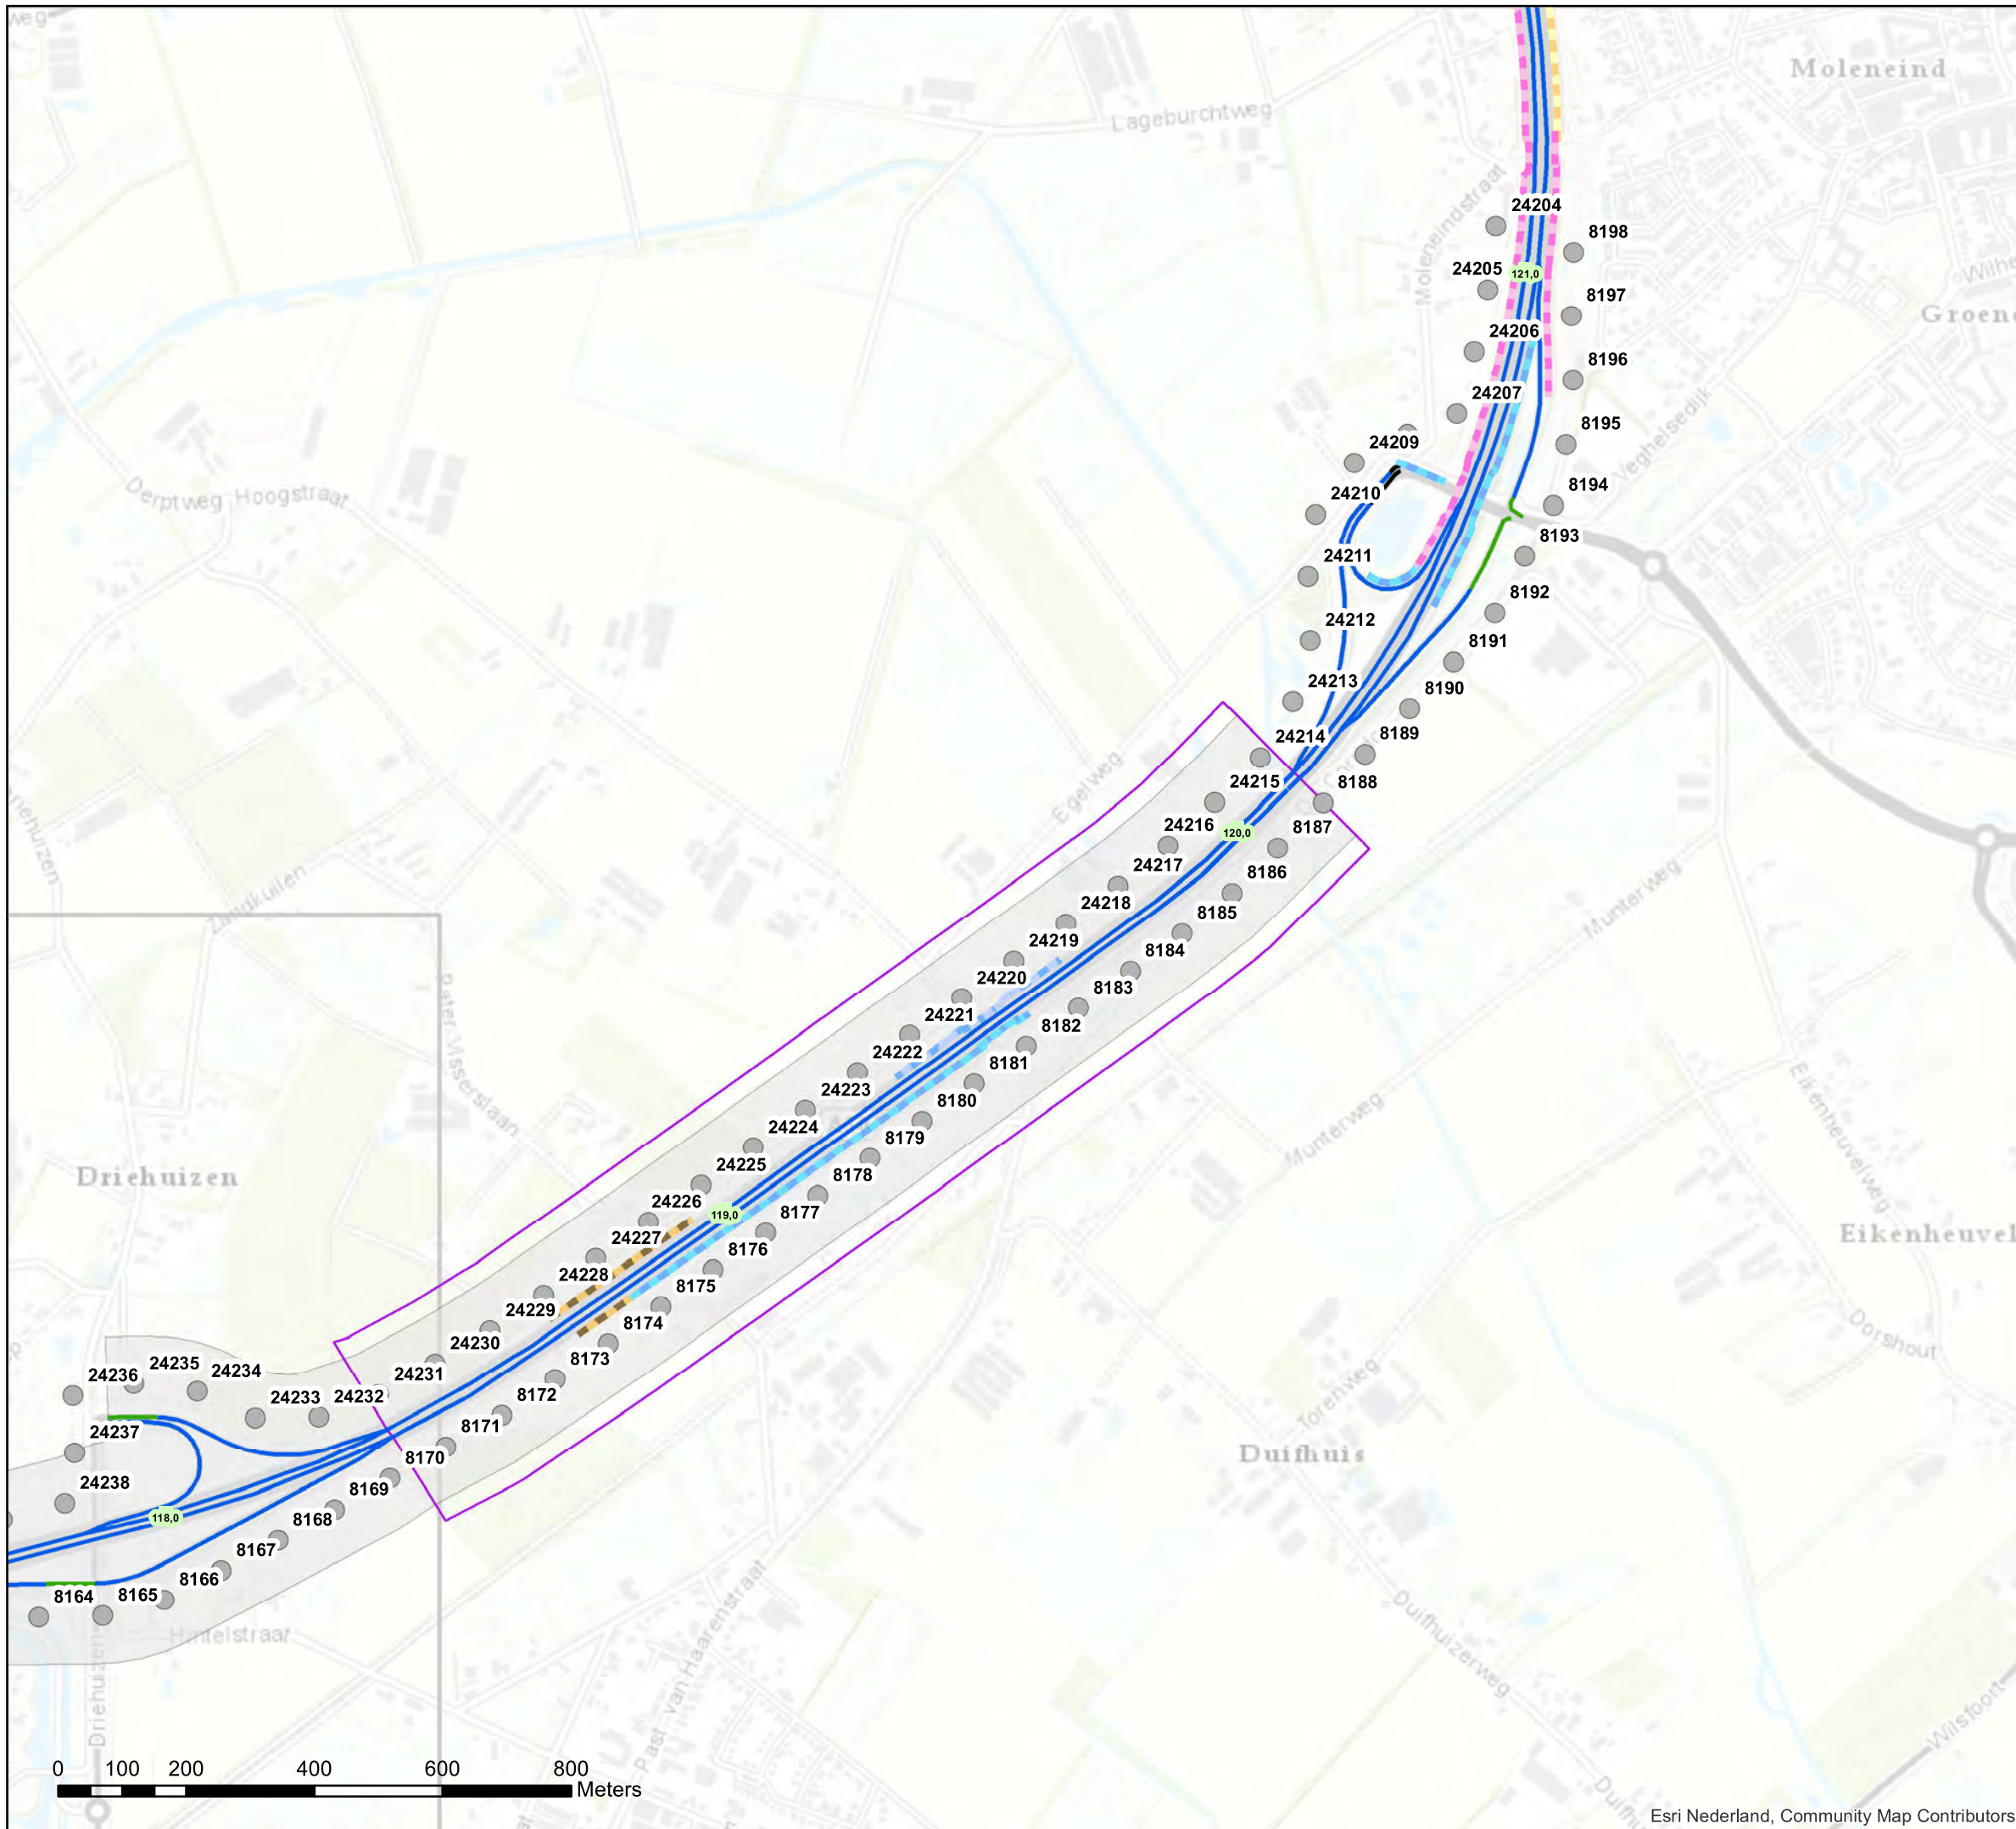 weg
Moleneind
Lageburchtweg
Moleneindstraat
24204
8198
24205
121,0
Wilhe
8197
Groen
24206
8196
24207
Veghelsedijk
24209
8195
Derptweg
Hoogstraat
24210
8194
24211
8193
24212
8192
8191
24213
8190
24214
8189
Egelweg
24215
8188
24216
120,0
8187
24217
8186
Munterweg
Zandkuilen
24218
8185
24219
8184
24220
8183
24221
8182
Pater Visserslaan
24222
8181
24223
8180
24224
8179
Munterweg
Eikenheuvelweg
24225
8178
Driehuizen
24226
119,0
8177
24227
8176
Eikenheuvel
24228
8175
24229
8174
24230
8173
Dorshout
24231
8172
24236
24235
24234
24233
24232
8171
Torenweg
24237
8170
Duifhuis
24238
8169
118,0
8168
8167
8166
8164
8165
Past. van Haarenstraat
Duifhuizerweg
Hintelstraat
Driehuizen
Wilsfoort
0 100 200 400 600 800
Meters
Esri Nederland, Community Map Contributors